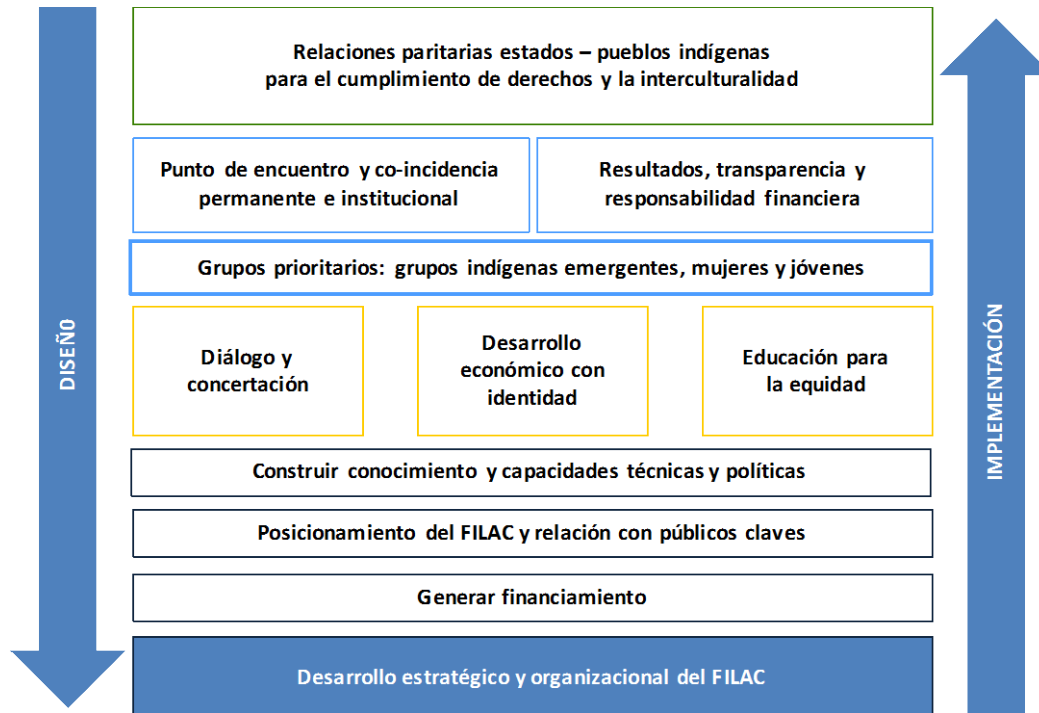 Relaciones paritarias estados – pueblos indígenas
para el cumplimiento de derechos y la interculturalidad
Punto de encuentro y co-incidencia
permanente e institucional
Resultados, transparencia y
responsabilidad financiera
Grupos prioritarios: grupos indígenas emergentes, mujeres y jóvenes
DISEÑ0
Diálogo y
concertación
Desarrollo
económico con
identidad
Educación para
la equidad
IMPLEMENTACIÓN
Construir conocimiento y capacidades técnicas y políticas
Posicionamiento del FILAC y relación con públicos claves
Generar financiamiento
Desarrollo estratégico y organizacional del FILAC